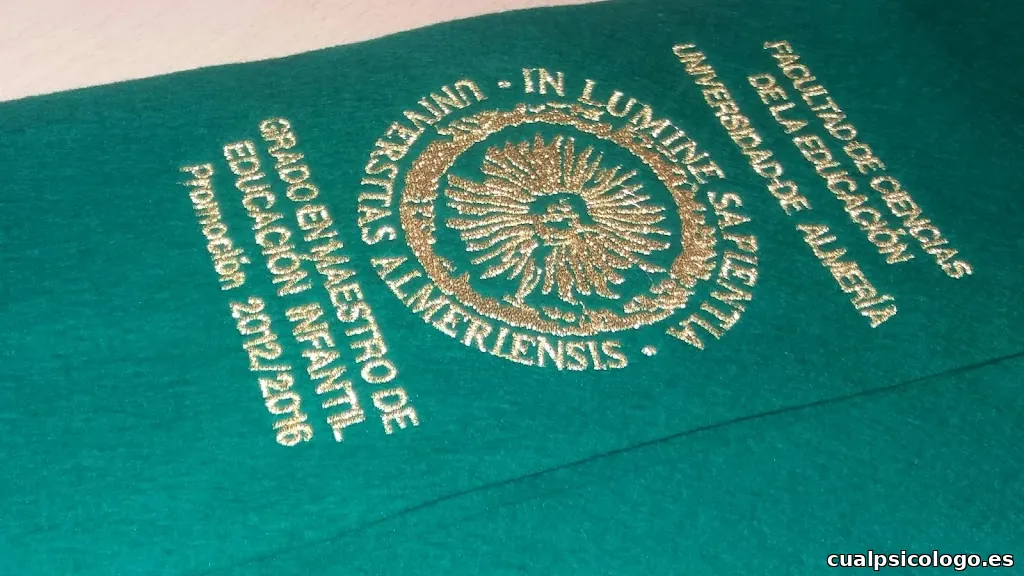 FACULTAD DE CIENCIAS
DE LA EDUCACIÓN
UNIVERSIDAD DE ALMERÍA
UNIVERSITAS ALMERIENSIS · IN LUMINE SAPIENTIA ·
GRADO EN MAESTRO DE
EDUCACIÓN INFANTIL
Promoción 2012/2016
cualpsicologo.es